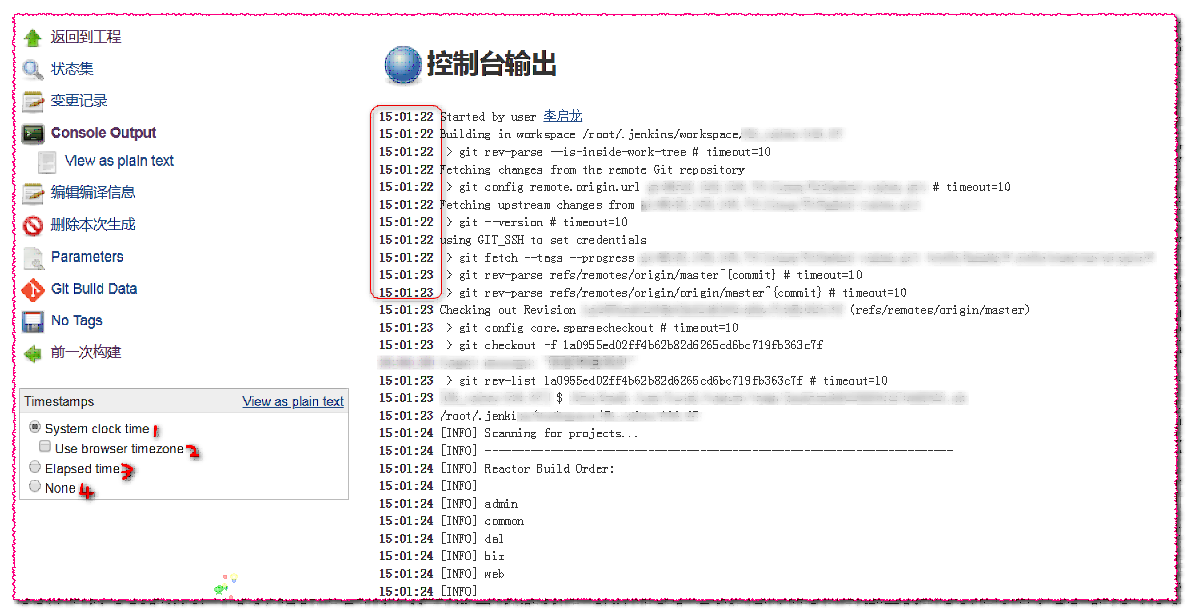 返回到工程
状态集
变更记录
Console Output
View as plain text
编辑编译信息
删除本次生成
Parameters
Git Build Data
No Tags
前一次构建
Timestamps View as plain text
System clock time 1
Use browser timezone 2
Elapsed time 3
None 4
控制台输出
15:01:22 Started by user 李启龙
15:01:22 Building in workspace /root/.jenkins/workspace/
15:01:22 > git rev-parse --is-inside-work-tree # timeout=10
15:01:22 Fetching changes from the remote Git repository
15:01:22 > git config remote.origin.url # timeout=10
15:01:22 Fetching upstream changes from
15:01:22 > git --version # timeout=10
15:01:22 using GIT_SSH to set credentials
15:01:22 > git fetch --tags --progress
15:01:23 > git rev-parse refs/remotes/origin/master^{commit} # timeout=10
15:01:23 > git rev-parse refs/remotes/origin/origin/master^{commit} # timeout=10
15:01:23 Checking out Revision (refs/remotes/origin/master)
15:01:23 > git config core.sparsecheckout # timeout=10
15:01:23 > git checkout -f 1a0955ed02ff4b62b82d6265cd6bc719fb363c7f
15:01:23 > git rev-list 1a0955ed02ff4b62b82d6265cd6bc719fb363c7f # timeout=10
15:01:23 $
15:01:23 /root/.jenki
15:01:24 [INFO] Scanning for projects...
15:01:24 [INFO] ------------------------------------------------------------------------
15:01:24 [INFO] Reactor Build Order:
15:01:24 [INFO]
15:01:24 [INFO] admin
15:01:24 [INFO] common
15:01:24 [INFO] dal
15:01:24 [INFO] biz
15:01:24 [INFO] web
15:01:24 [INFO]